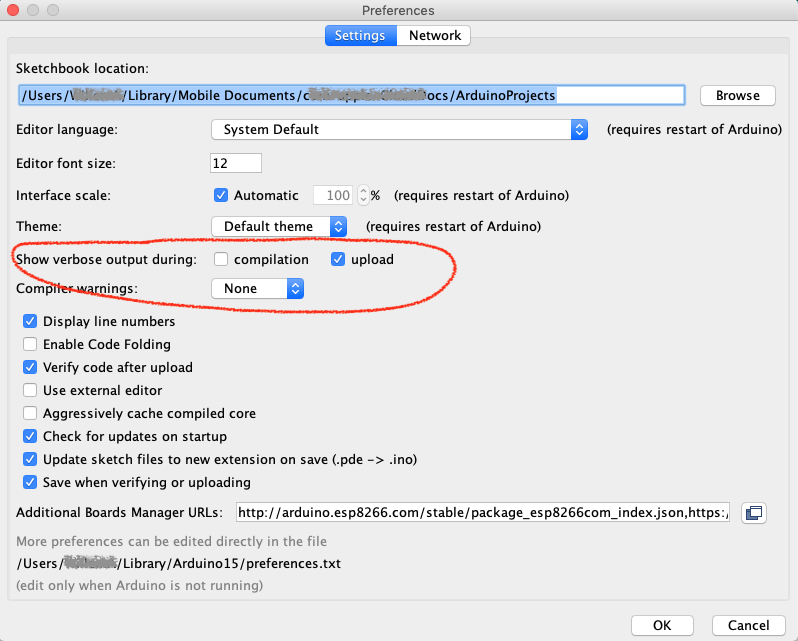 Preferences
Settings Network
Sketchbook location:
/Users/ /Library/Mobile Documents/ ocs/ArduinoProjects Browse
Editor language: System Default (requires restart of Arduino)
Editor font size: 12
Interface scale: Automatic 100 % (requires restart of Arduino)
Theme: Default theme (requires restart of Arduino)
Show verbose output during: compilation upload
Compiler warnings: None
Display line numbers
Enable Code Folding
Verify code after upload
Use external editor
Aggressively cache compiled core
Check for updates on startup
Update sketch files to new extension on save (.pde -> .ino)
Save when verifying or uploading
Additional Boards Manager URLs: http://arduino.esp8266.com/stable/package_esp8266com_index.json,https:/
More preferences can be edited directly in the file
/Users/ /Library/Arduino15/preferences.txt
(edit only when Arduino is not running)
OK Cancel